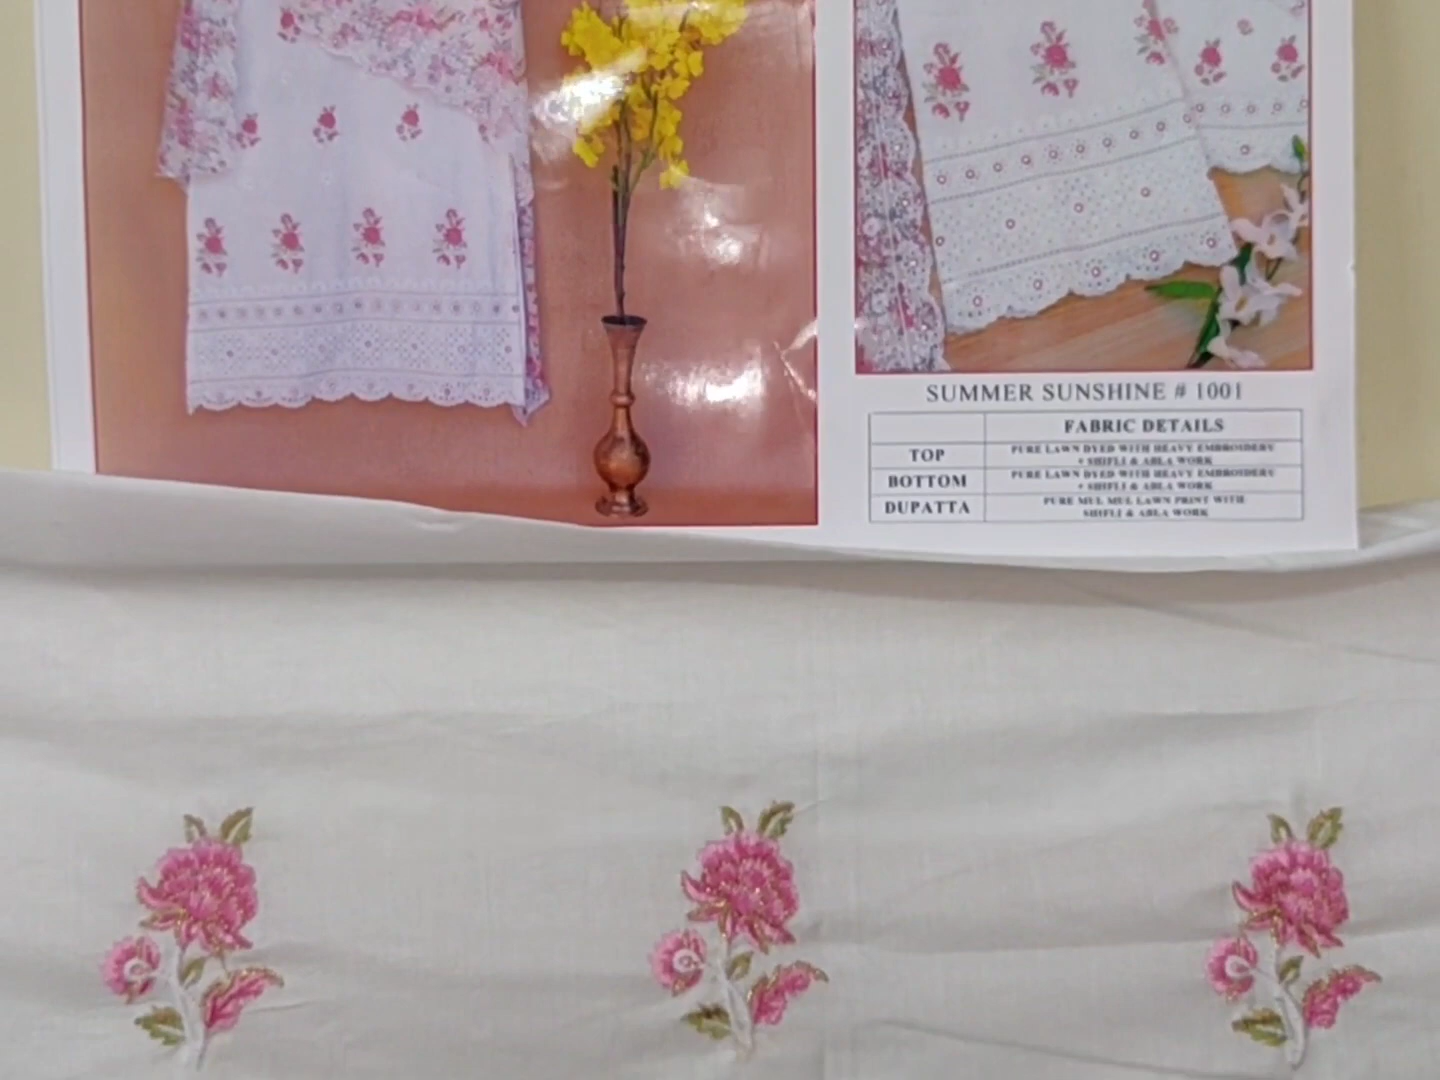 SUMMER SUNSHINE # 1001
FABRIC DETAILS
TOP
PURE LAWN DYED WITH HEAVY EMBROIDERY
+ SHIFLI & ABLA WORK
BOTTOM
PURE LAWN DYED WITH HEAVY EMBROIDERY
+ SHIFLI & ABLA WORK
DUPATTA
PURE MUL MUL LAWN PRINT WITH
SHIFLI & ABLA WORK